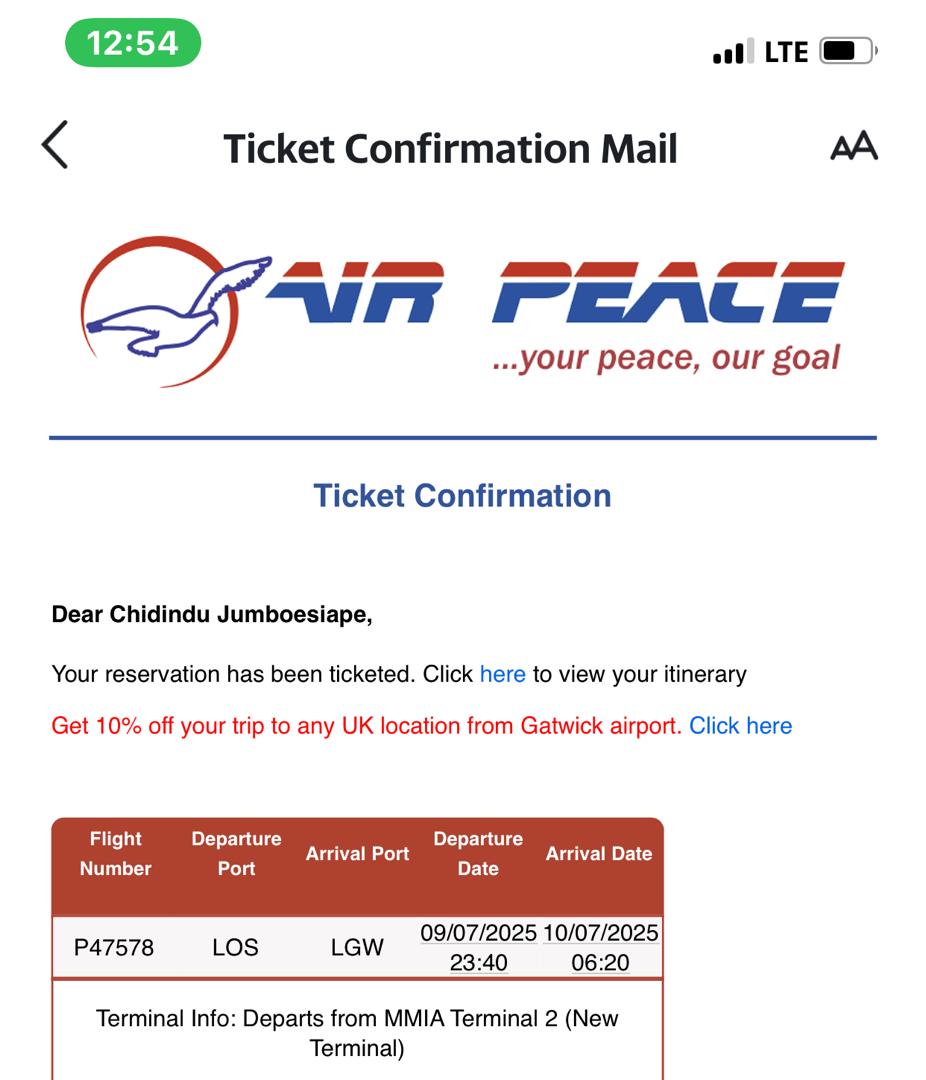 12:54
LTE
Ticket Confirmation Mail
AA
AIR PEACE
...your peace, our goal
Ticket Confirmation
Dear Chidindu Jumboesiape,
Your reservation has been ticketed. Click here to view your itinerary
Get 10% off your trip to any UK location from Gatwick airport. Click here
Flight Number Departure Port Arrival Port Departure Date Arrival Date
P47578 LOS LGW 09/07/2025 23:40 10/07/2025 06:20
Terminal Info: Departs from MMIA Terminal 2 (New
Terminal)